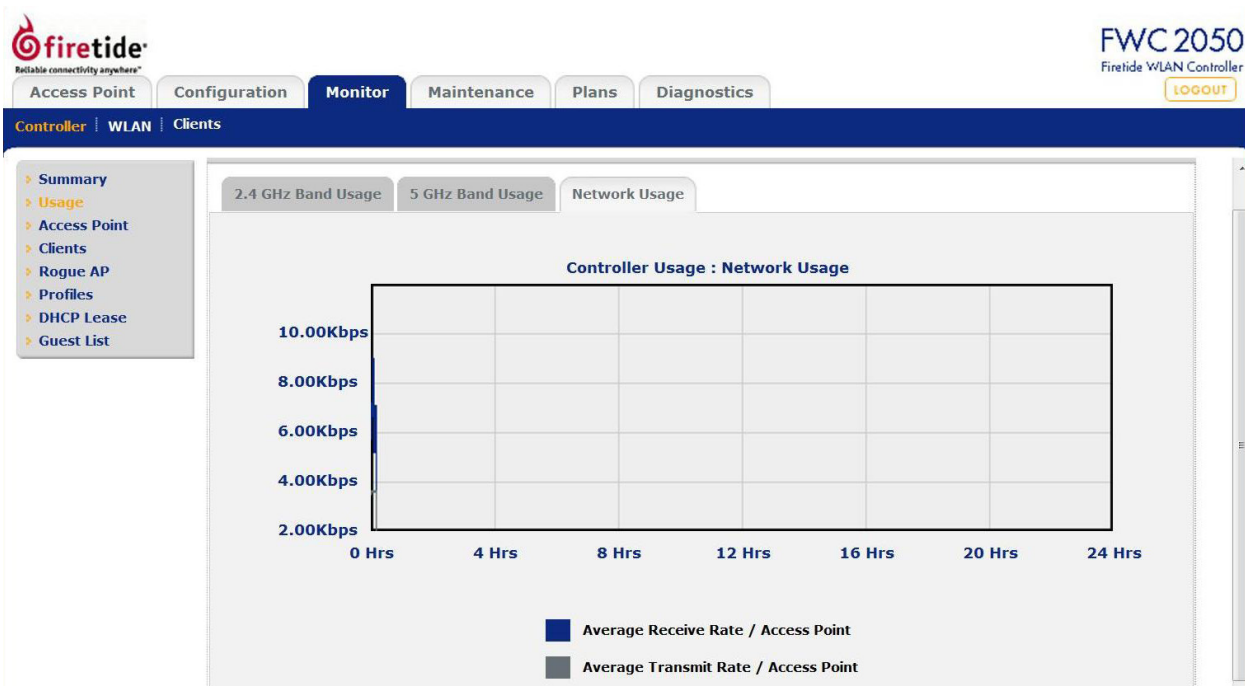 firetide
Reliable connectivity anywhere™
FWC 2050
Firetide WLAN Controller
LOGOUT
Access Point Configuration Monitor Maintenance Plans Diagnostics
Controller WLAN Clients
Summary
Usage
Access Point
Clients
Rogue AP
Profiles
DHCP Lease
Guest List
2.4 GHz Band Usage 5 GHz Band Usage Network Usage
Controller Usage : Network Usage
10.00Kbps
8.00Kbps
6.00Kbps
4.00Kbps
2.00Kbps
0 Hrs 4 Hrs 8 Hrs 12 Hrs 16 Hrs 20 Hrs 24 Hrs
Average Receive Rate / Access Point
Average Transmit Rate / Access Point